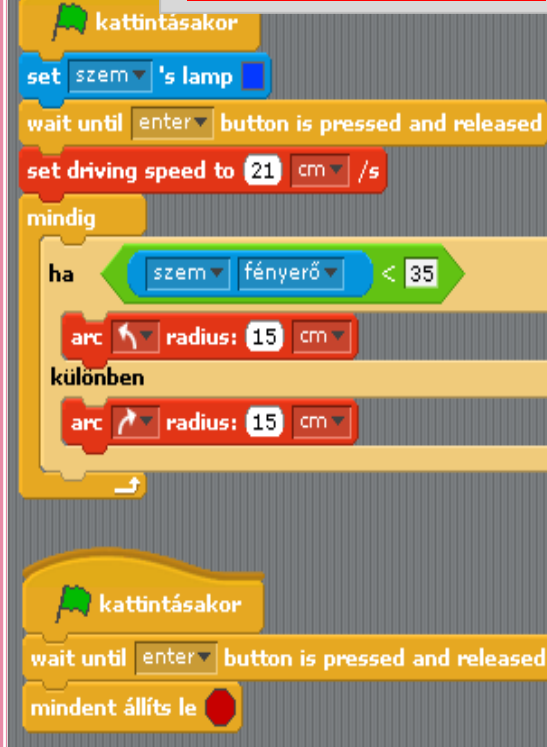 kattintásakor
set szem 's lamp
wait until enter button is pressed and released
set driving speed to 21 cm /s
mindig
ha szem fényerő < 35
arc radius: 15 cm
különben
arc radius: 15 cm
kattintásakor
wait until enter button is pressed and released
mindent állíts le